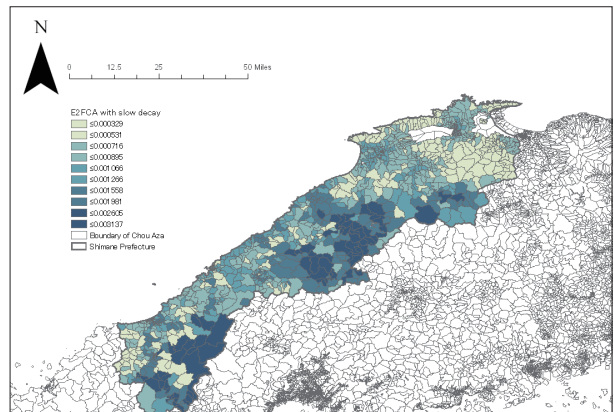 N
0 12.5 25 50 Miles
E2FCA with slow decay
≤0.000329
≤0.000531
≤0.000716
≤0.000895
≤0.001066
≤0.001266
≤0.001558
≤0.001981
≤0.002605
≤0.003137
Boundary of Chou Aza
Shimane Prefecture